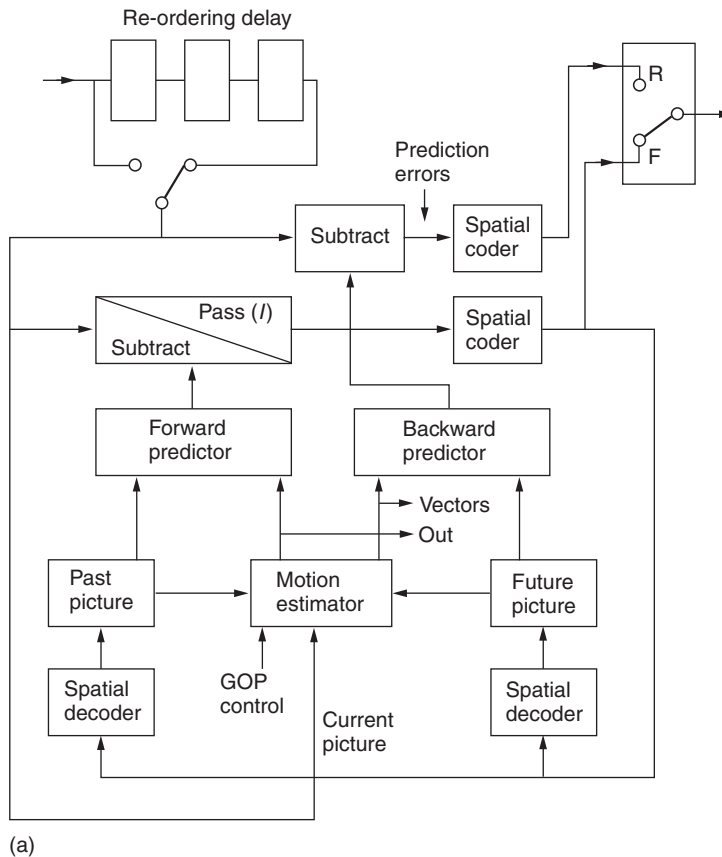 Re-ordering delay
R
F
Prediction
errors
Subtract
Spatial
coder
Pass (I)
Subtract
Spatial
coder
Forward
predictor
Backward
predictor
Vectors
Out
Past
picture
Motion
estimator
Future
picture
GOP
control
Spatial
decoder
Current
picture
Spatial
decoder
(a)